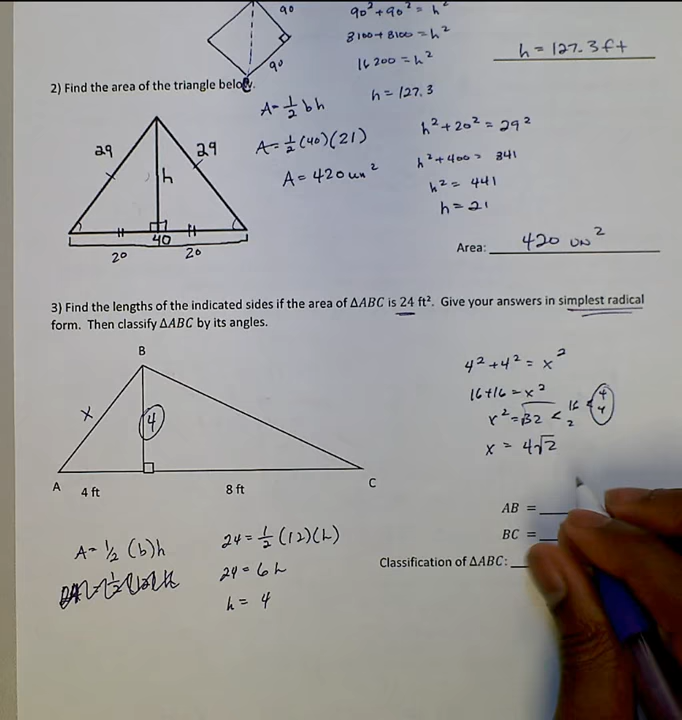 90
90² + 90² = h²
8100 + 8100 = h²
90
16200 = h²
h = 127.3
h = 127.3 ft
2) Find the area of the triangle below.
A = ½ bh
A = ½ (40)(21)
A = 420 un²
h² + 20² = 29²
h² + 400 = 841
h² = 441
h = 21
29
29
h
40
20
20
Area: 420 un²
3) Find the lengths of the indicated sides if the area of ΔABC is 24 ft². Give your answers in simplest radical
form. Then classify ΔABC by its angles.
B
x
4
A
4 ft
8 ft
C
4² + 4² = x²
16 + 16 = x²
x² = √32 < 16 < 4
2 4
x = 4√2
AB =
BC =
Classification of ΔABC:
A = ½ (b) h
24 = ½ (12)(h)
24 = 6h
h = 4